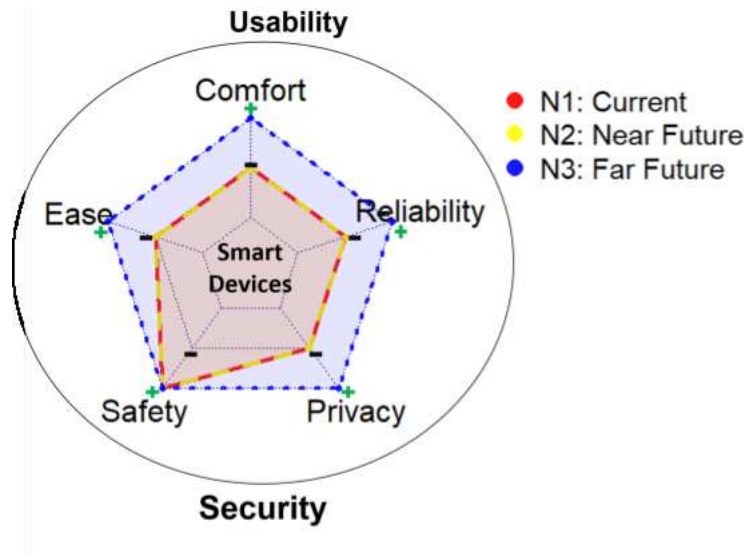 Usability
Comfort
N1: Current
N2: Near Future
N3: Far Future
Ease
Reliability
Smart
Devices
Safety
Privacy
Security